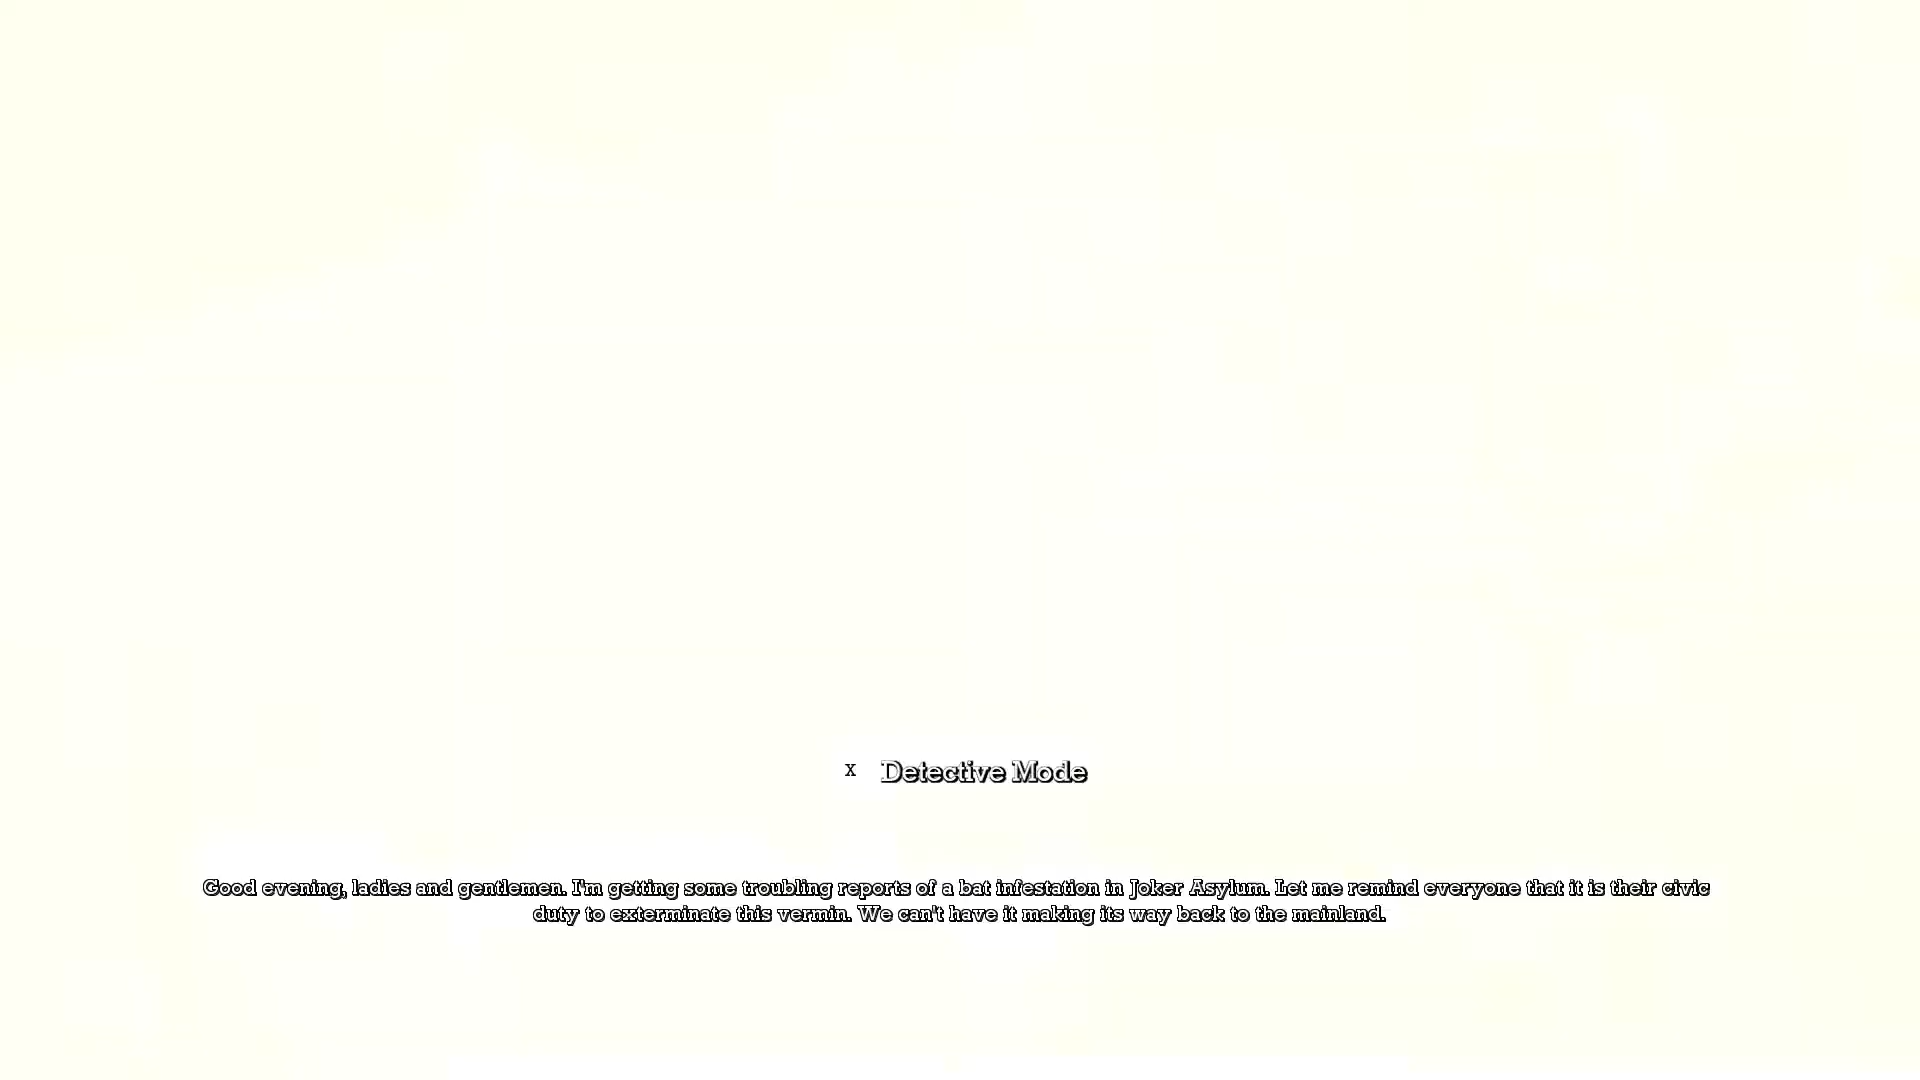 x Detective Mode
Good evening, ladies and gentlemen. I'm getting some troubling reports of a bat infestation in Joker Asylum. Let me remind everyone that it is their civic
duty to exterminate this vermin. We can't have it making its way back to the mainland.